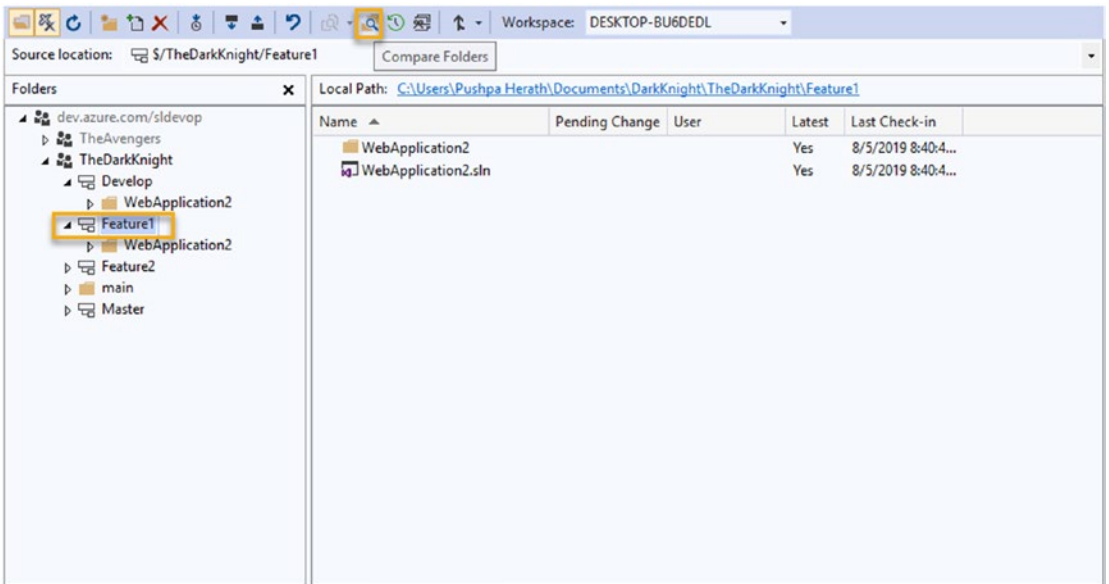 Workspace: DESKTOP-BU6DEDL
Source location: $/TheDarkKnight/Feature1
Compare Folders
Folders
Local Path: C:\Users\Pushpa Herath\Documents\DarkKnight\TheDarkKnight\Feature1
dev.azure.com/sldevop
TheAvengers
TheDarkKnight
Develop
WebApplication2
Feature1
WebApplication2
Feature2
main
Master
Name Pending Change User Latest Last Check-in
WebApplication2 Yes 8/5/2019 8:40:4...
WebApplication2.sln Yes 8/5/2019 8:40:4...